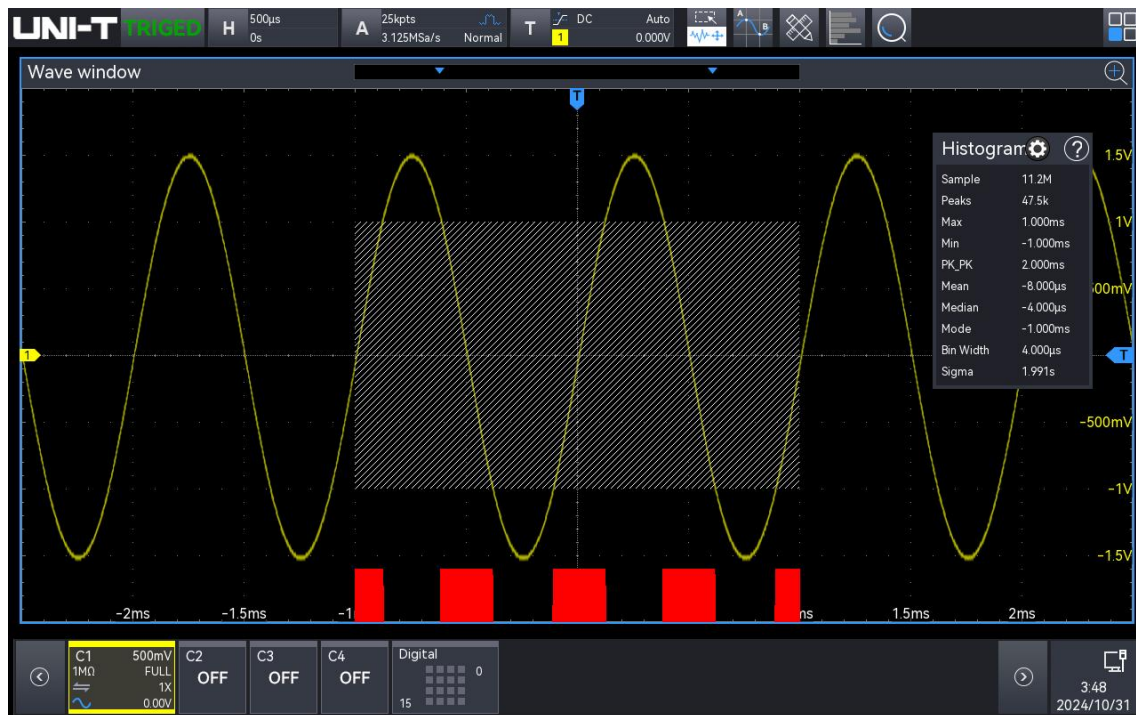 UNI-T TRIGED H 500µs 0s A 25kpts 3.125MSa/s Normal T DC 1 Auto 0.000V A B
Wave window
T
Histogram ?
Sample 11.2M
Peaks 47.5k
Max 1.000ms
Min -1.000ms
PK_PK 2.000ms
Mean -8.000µs
Median -4.000µs
Mode -1.000ms
Bin Width 4.000µs
Sigma 1.991s
1.5V
1V
00mV
1
T
-500mV
-1V
-1.5V
-2ms -1.5ms -1 ms 1.5ms 2ms
C1 500mV
1MΩ FULL
1X
0.00V
C2
OFF
C3
OFF
C4
OFF
Digital
0
15
3:48
2024/10/31